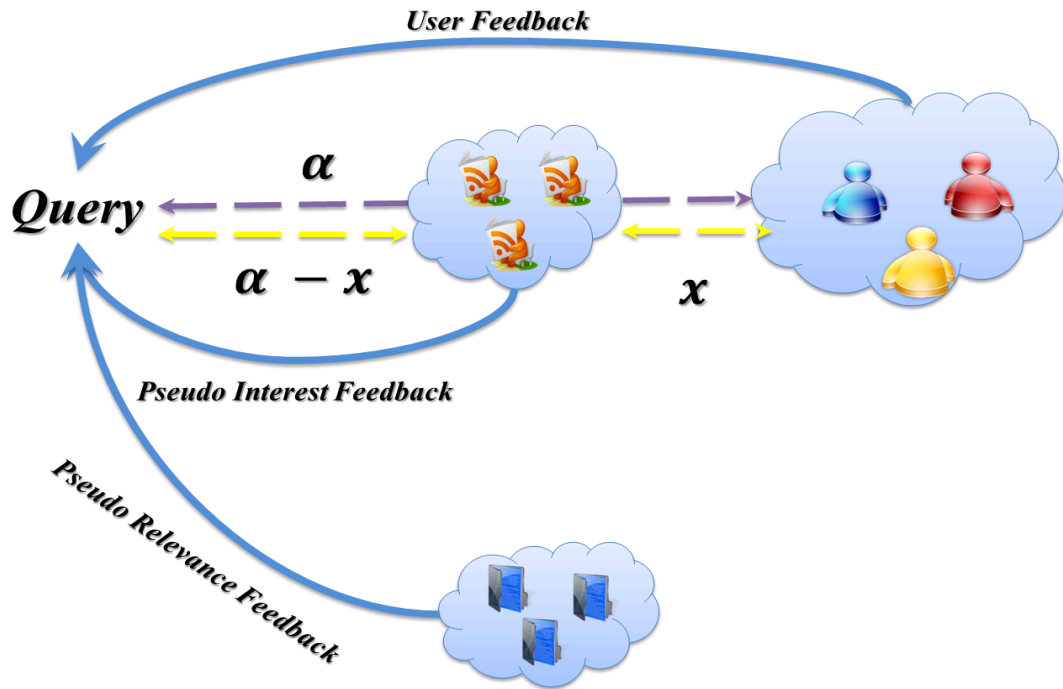 User Feedback
α
Query
α − x
x
Pseudo Interest Feedback
Pseudo Relevance Feedback